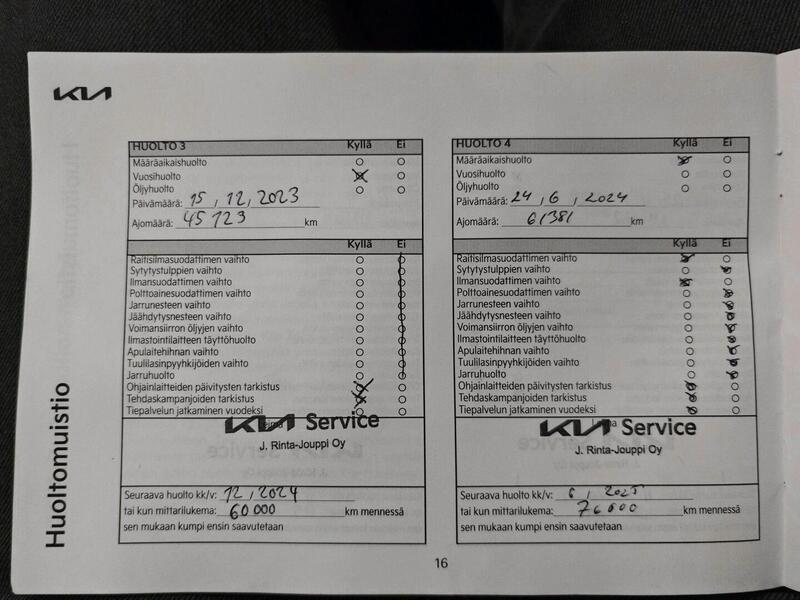 KIA
Huoltomuistio
HUOLTO 3 Kyllä Ei
Määräaikaishuolto
Vuosihuolto
Öljyhuolto
Päivämäärä: 15, 12, 2023
Ajomäärä: 45 123 km
Kyllä Ei
Raitisilmasuodattimen vaihto
Sytytystulppien vaihto
Ilmansuodattimen vaihto
Polttoainesuodattimen vaihto
Jarrunesteen vaihto
Jäähdytysnesteen vaihto
Voimansiirron öljyjen vaihto
Ilmastointilaitteen täyttöhuolto
Apulaitehihnan vaihto
Tuulilasinpyyhkijöiden vaihto
Jarruhuolto
Ohjainlaitteiden päivitysten tarkistus
Tehdaskampanjoiden tarkistus
Tiepalvelun jatkaminen vuodeksi
KIA Service
J. Rinta-Jouppi Oy
Seuraava huolto kk/v: 12, 2024
tai kun mittarilukema: 60 000 km mennessä
sen mukaan kumpi ensin saavutetaan
HUOLTO 4 Kyllä Ei
Määräaikaishuolto
Vuosihuolto
Öljyhuolto
Päivämäärä: 24, 6, 2024
Ajomäärä: 61381 km
Kyllä Ei
Raitisilmasuodattimen vaihto
Sytytystulppien vaihto
Ilmansuodattimen vaihto
Polttoainesuodattimen vaihto
Jarrunesteen vaihto
Jäähdytysnesteen vaihto
Voimansiirron öljyjen vaihto
Ilmastointilaitteen täyttöhuolto
Apulaitehihnan vaihto
Tuulilasinpyyhkijöiden vaihto
Jarruhuolto
Ohjainlaitteiden päivitysten tarkistus
Tehdaskampanjoiden tarkistus
Tiepalvelun jatkaminen vuodeksi
KIA Service
J. Rinta-Jouppi Oy
Seuraava huolto kk/v: 6, 2025
tai kun mittarilukema: 76000 km mennessä
sen mukaan kumpi ensin saavutetaan
16